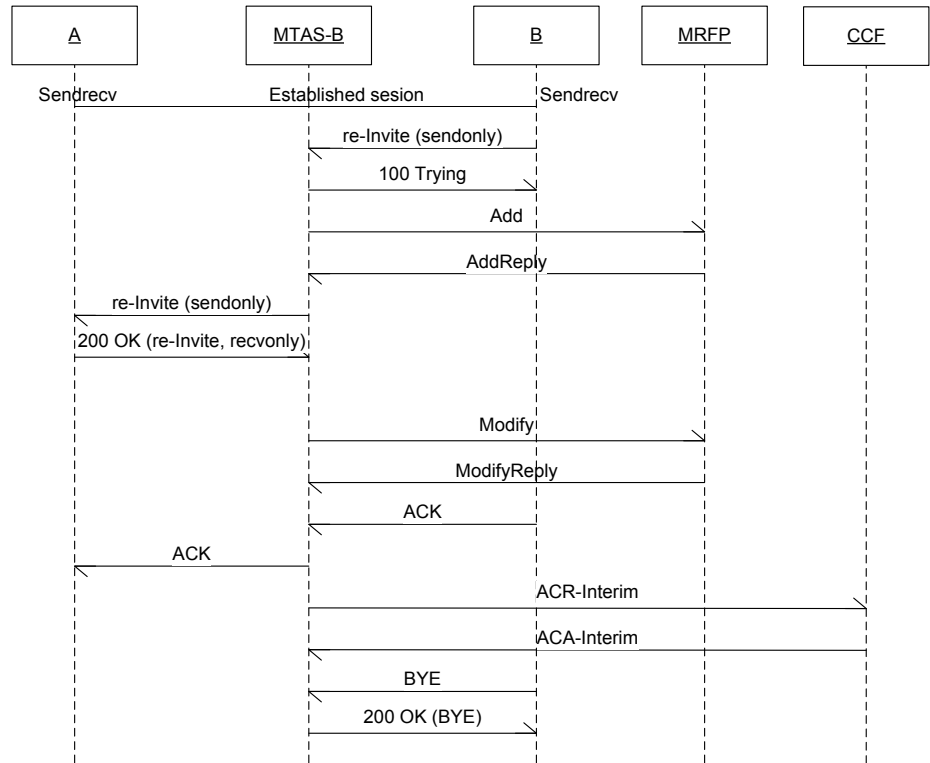 A
MTAS-B
B
MRFP
CCF
Sendrecv
Established sesion
Sendrecv
re-Invite (sendonly)
100 Trying
Add
AddReply
re-Invite (sendonly)
200 OK (re-Invite, recvonly)
Modify
ModifyReply
ACK
ACK
ACR-Interim
ACA-Interim
BYE
200 OK (BYE)